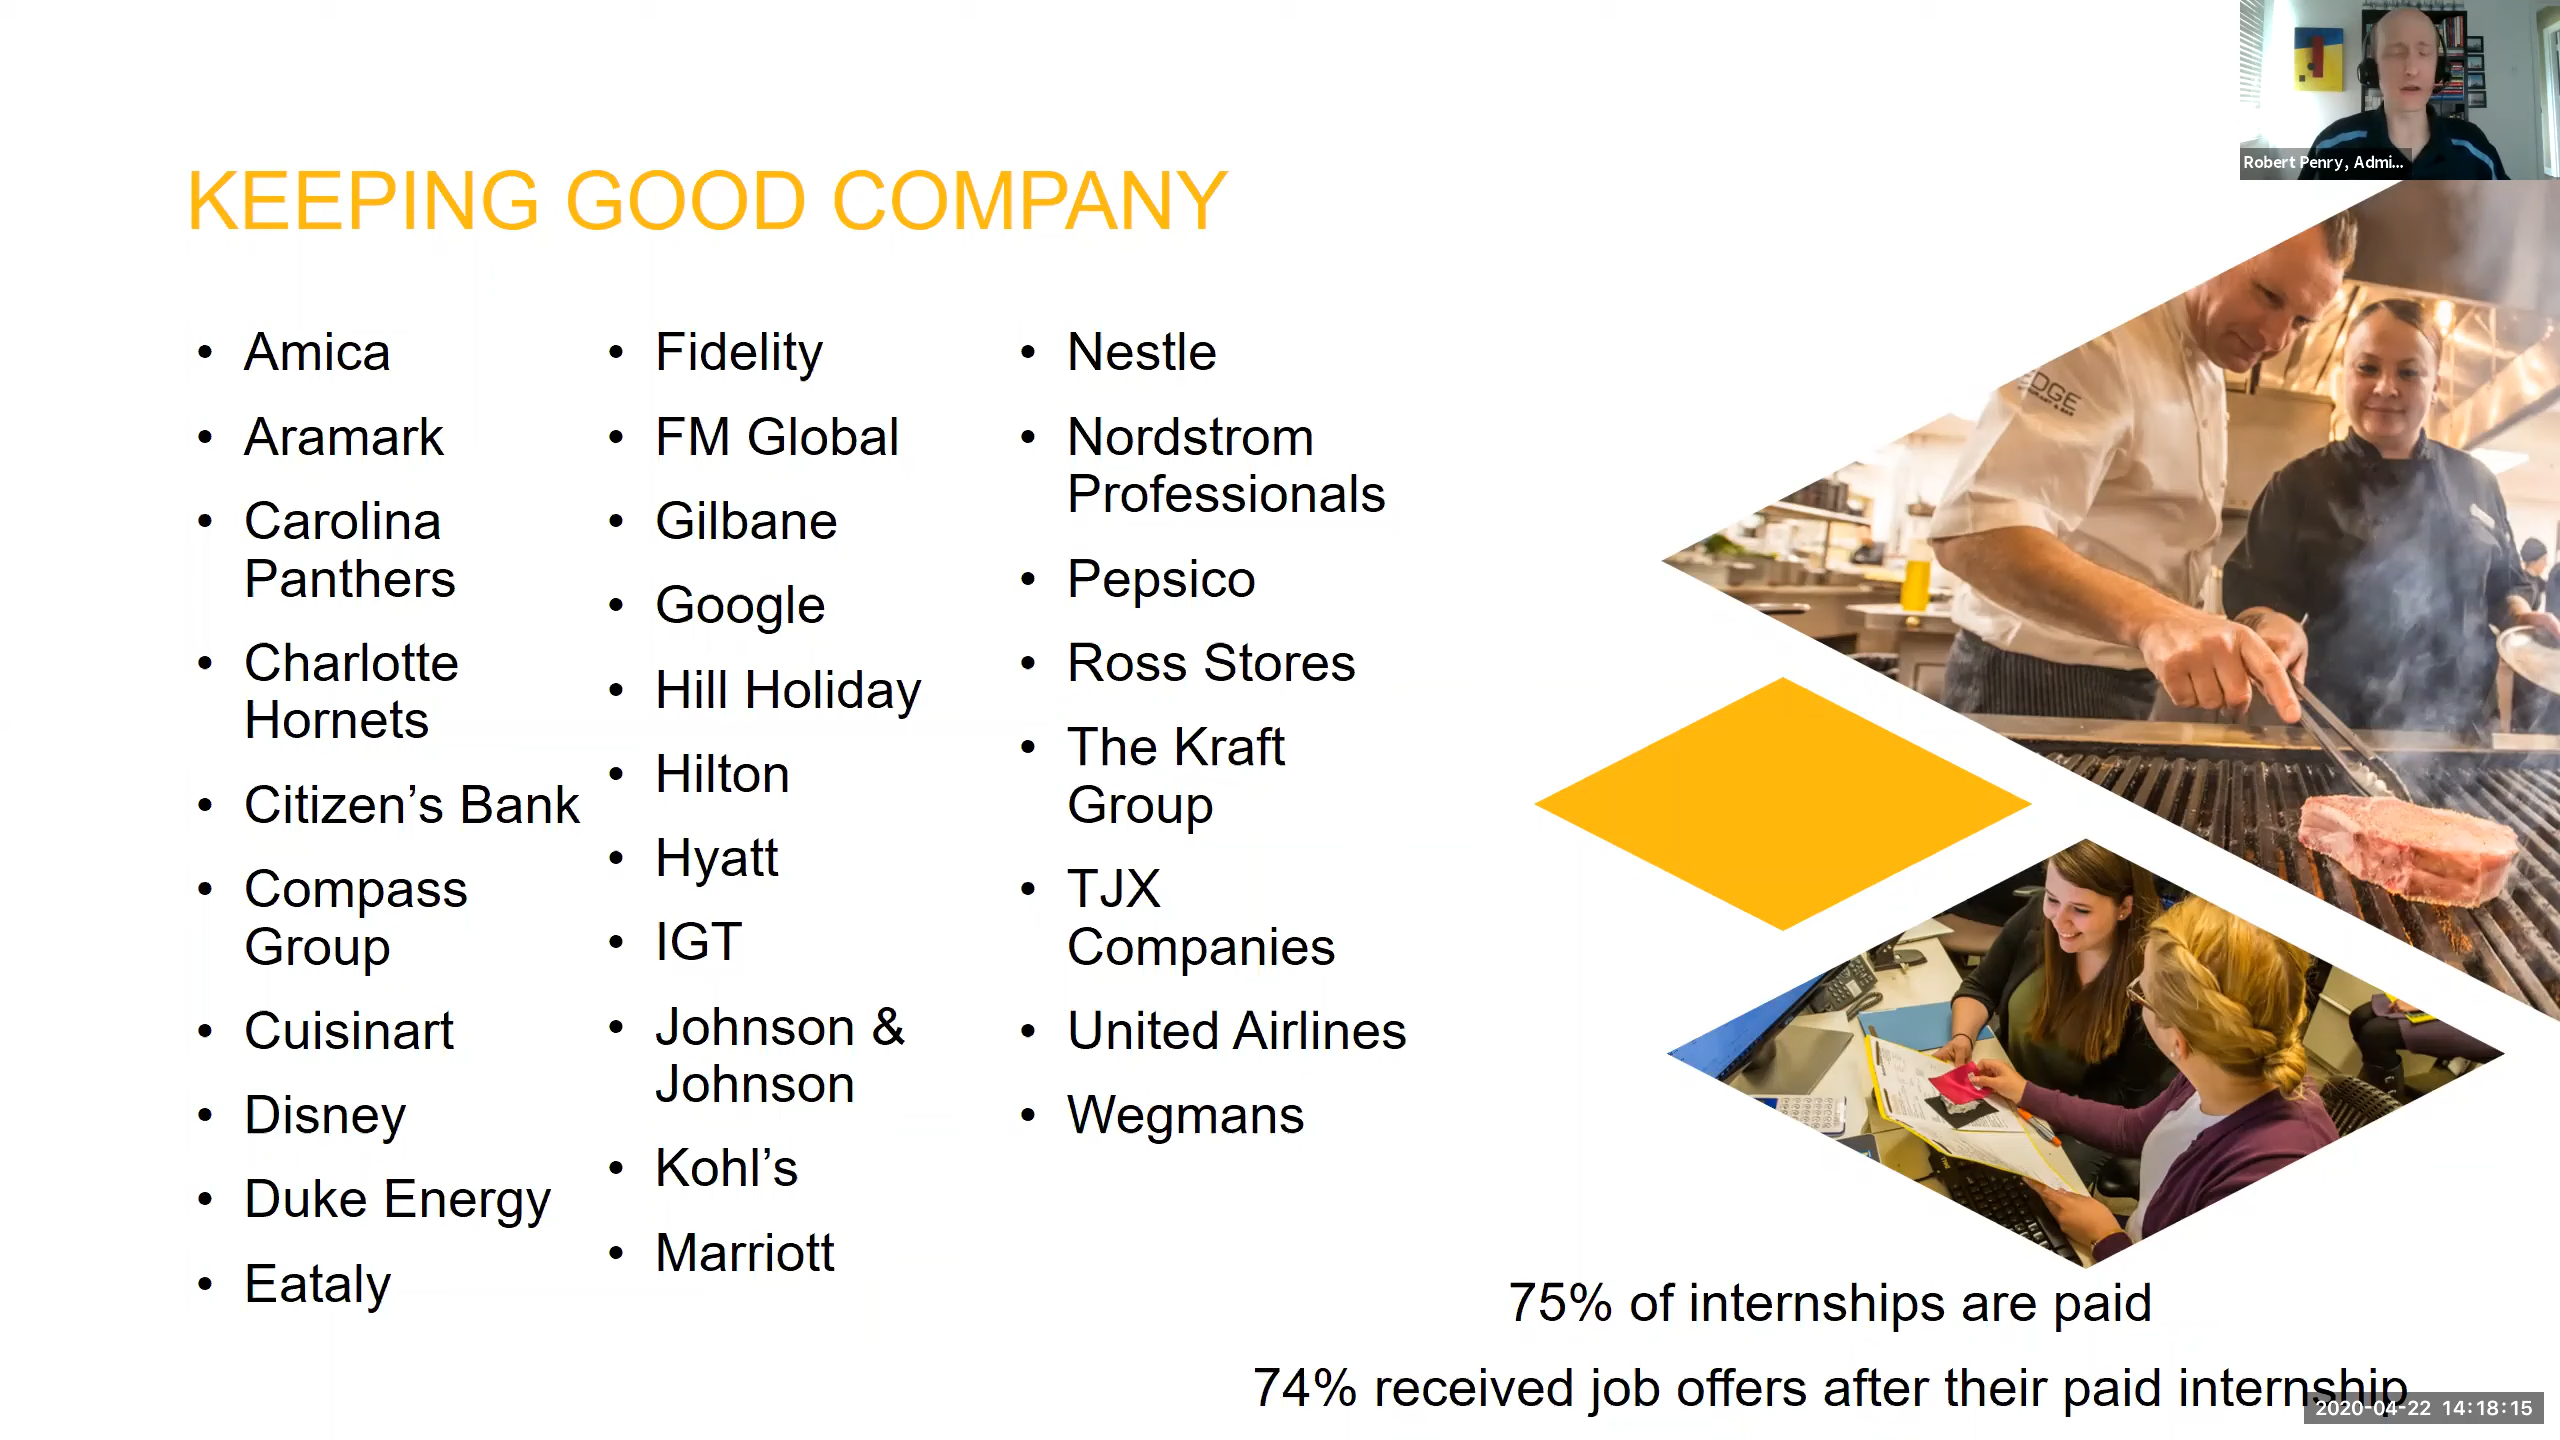 Robert Penry, Admi...
KEEPING GOOD COMPANY
• Amica
• Aramark
• Carolina
Panthers
• Charlotte
Hornets
• Citizen’s Bank
• Compass
Group
• Cuisinart
• Disney
• Duke Energy
• Eataly
• Fidelity
• FM Global
• Gilbane
• Google
• Hill Holiday
• Hilton
• Hyatt
• IGT
• Johnson &
Johnson
• Kohl’s
• Marriott
• Nestle
• Nordstrom
Professionals
• Pepsico
• Ross Stores
• The Kraft
Group
• TJX
Companies
• United Airlines
• Wegmans
75% of internships are paid
74% received job offers after their paid internship
2020-04-22 14:18:15